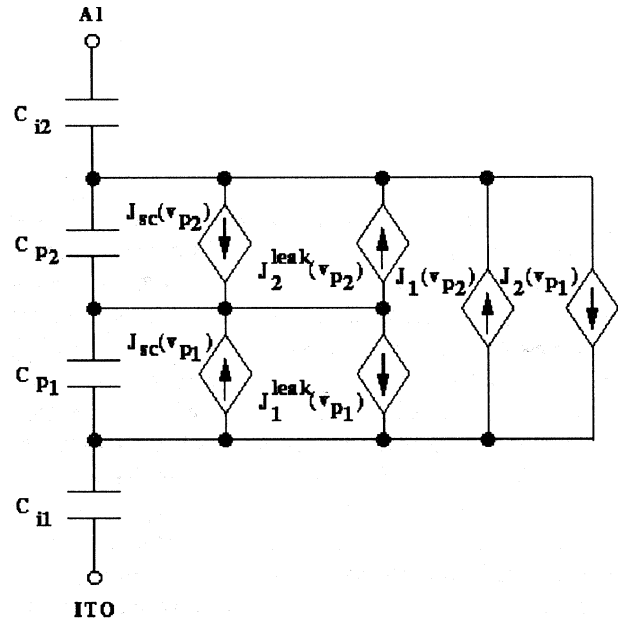 Al
C i2
J sc (v p2 )
C p2
J 2 leak (v p2 )
J 1 (v p2 )
J 2 (v p1 )
J sc (v p1 )
C p1
J 1 leak (v p1 )
C i1
ITO